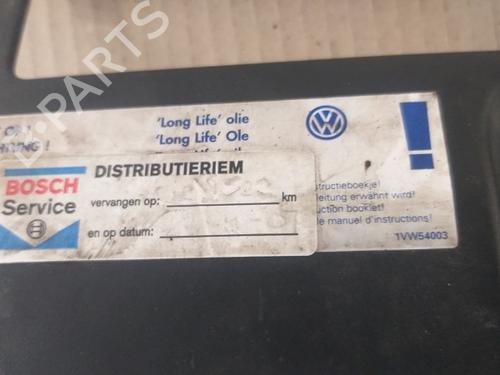 'Long Life' olie
'Long Life' Ole
BOSCH
Service
DISTRIBUTIERIEM
vervangen op: km
en op datum:
structieboekje!
leitung erwähnt wird!
uction booklet!
le manuel d'instructions!
1VW54003
B-PARTS